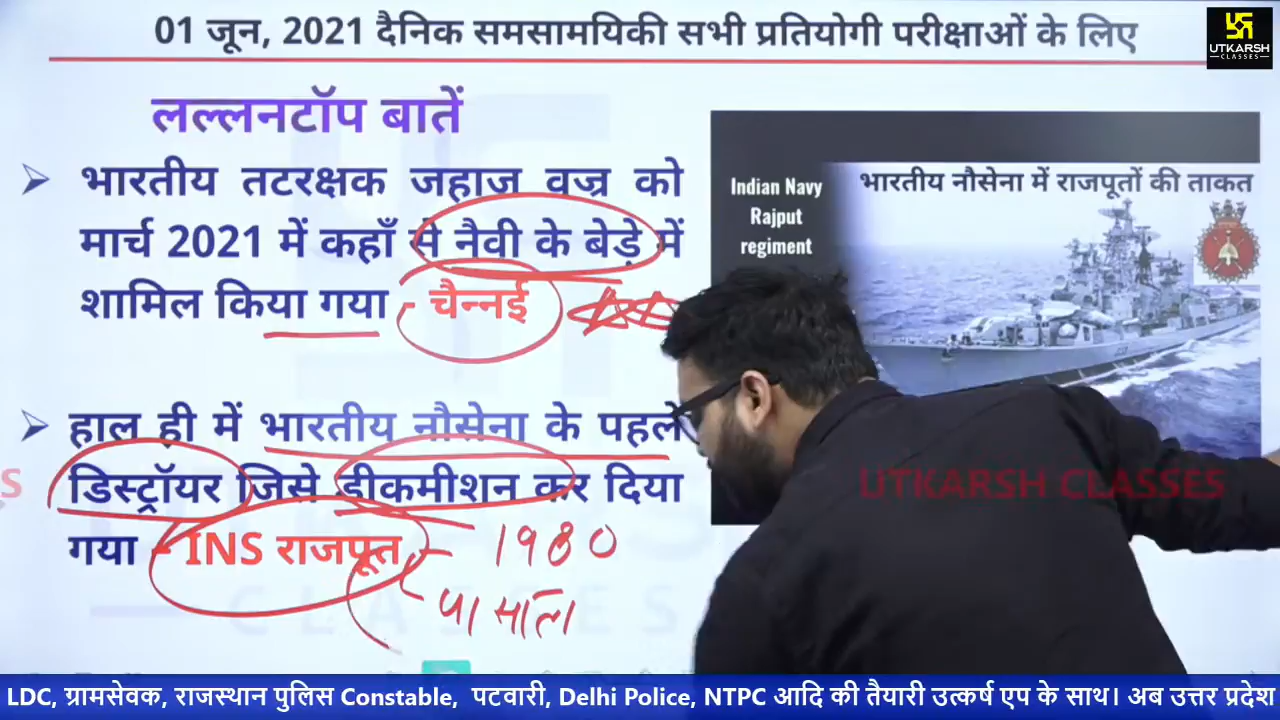 01 जून, 2021 दैनिक समसामयिकी सभी प्रतियोगी परीक्षाओं के लिए
UTKARSH
CLASSES
लल्लनटॉप बातें
भारतीय तटरक्षक जहाज वज्र को
मार्च 2021 में कहाँ से नैवी के बेड़े में
शामिल किया गया - चैन्नई
हाल ही में भारतीय नौसेना के पहले
डिस्ट्रॉयर जिसे डीकमीशन कर दिया
गया - INS राजपूत
1980
Indian Navy
Rajput
regiment
भारतीय नौसेना में राजपूतों की ताकत
UTKARSH CLASSES
CLASSES
LDC, ग्रामसेवक, राजस्थान पुलिस Constable, पटवारी, Delhi Police, NTPC आदि की तैयारी उत्कर्ष एप के साथ। अब उत्तर प्रदेश